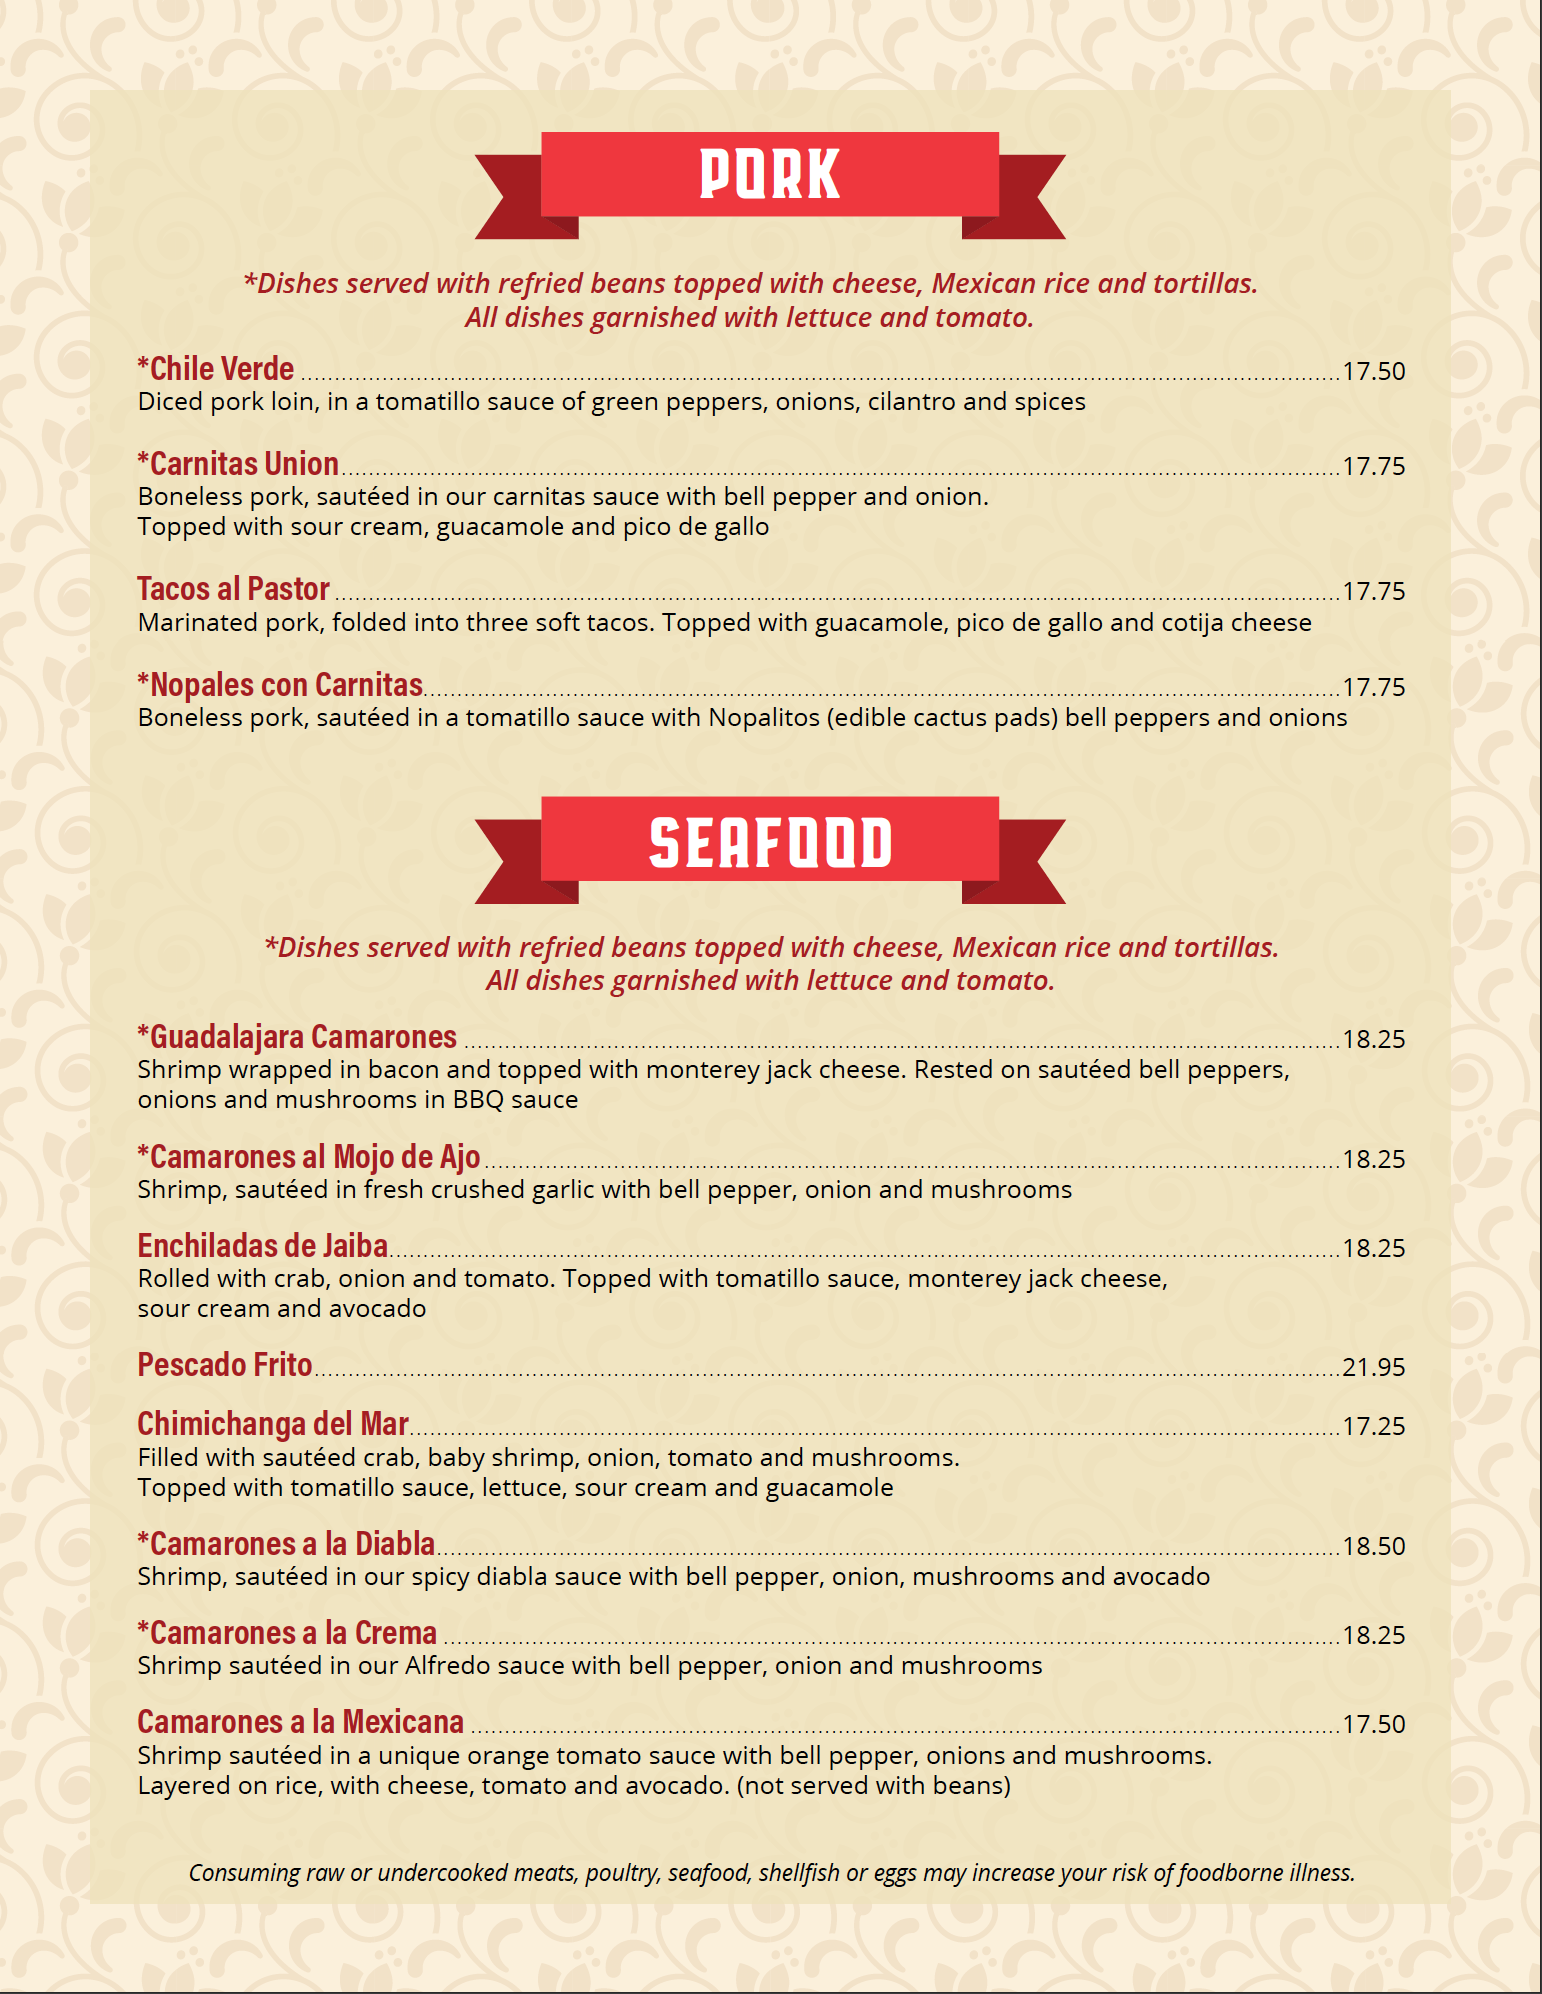 PORK
*Dishes served with refried beans topped with cheese, Mexican rice and tortillas.
All dishes garnished with lettuce and tomato.
*Chile Verde ........................ 17.50
Diced pork loin, in a tomatillo sauce of green peppers, onions, cilantro and spices
*Carnitas Union ........................ 17.75
Boneless pork, sautéed in our carnitas sauce with bell pepper and onion.
Topped with sour cream, guacamole and pico de gallo
Tacos al Pastor ........................ 17.75
Marinated pork, folded into three soft tacos. Topped with guacamole, pico de gallo and cotija cheese
*Nopales con Carnitas ........................ 17.75
Boneless pork, sautéed in a tomatillo sauce with Nopalitos (edible cactus pads) bell peppers and onions
SEAFOOD
*Dishes served with refried beans topped with cheese, Mexican rice and tortillas.
All dishes garnished with lettuce and tomato.
*Guadalajara Camarones ........................ 18.25
Shrimp wrapped in bacon and topped with monterey jack cheese. Rested on sautéed bell peppers,
onions and mushrooms in BBQ sauce
*Camarones al Mojo de Ajo ........................ 18.25
Shrimp, sautéed in fresh crushed garlic with bell pepper, onion and mushrooms
Enchiladas de Jaiba ........................ 18.25
Rolled with crab, onion and tomato. Topped with tomatillo sauce, monterey jack cheese,
sour cream and avocado
Pescado Frito ........................ 21.95
Chimichanga del Mar ........................ 17.25
Filled with sautéed crab, baby shrimp, onion, tomato and mushrooms.
Topped with tomatillo sauce, lettuce, sour cream and guacamole
*Camarones a la Diabla ........................ 18.50
Shrimp, sautéed in our spicy diabla sauce with bell pepper, onion, mushrooms and avocado
*Camarones a la Crema ........................ 18.25
Shrimp sautéed in our Alfredo sauce with bell pepper, onion and mushrooms
Camarones a la Mexicana ........................ 17.50
Shrimp sautéed in a unique orange tomato sauce with bell pepper, onions and mushrooms.
Layered on rice, with cheese, tomato and avocado. (not served with beans)
Consuming raw or undercooked meats, poultry, seafood, shellfish or eggs may increase your risk of foodborne illness.